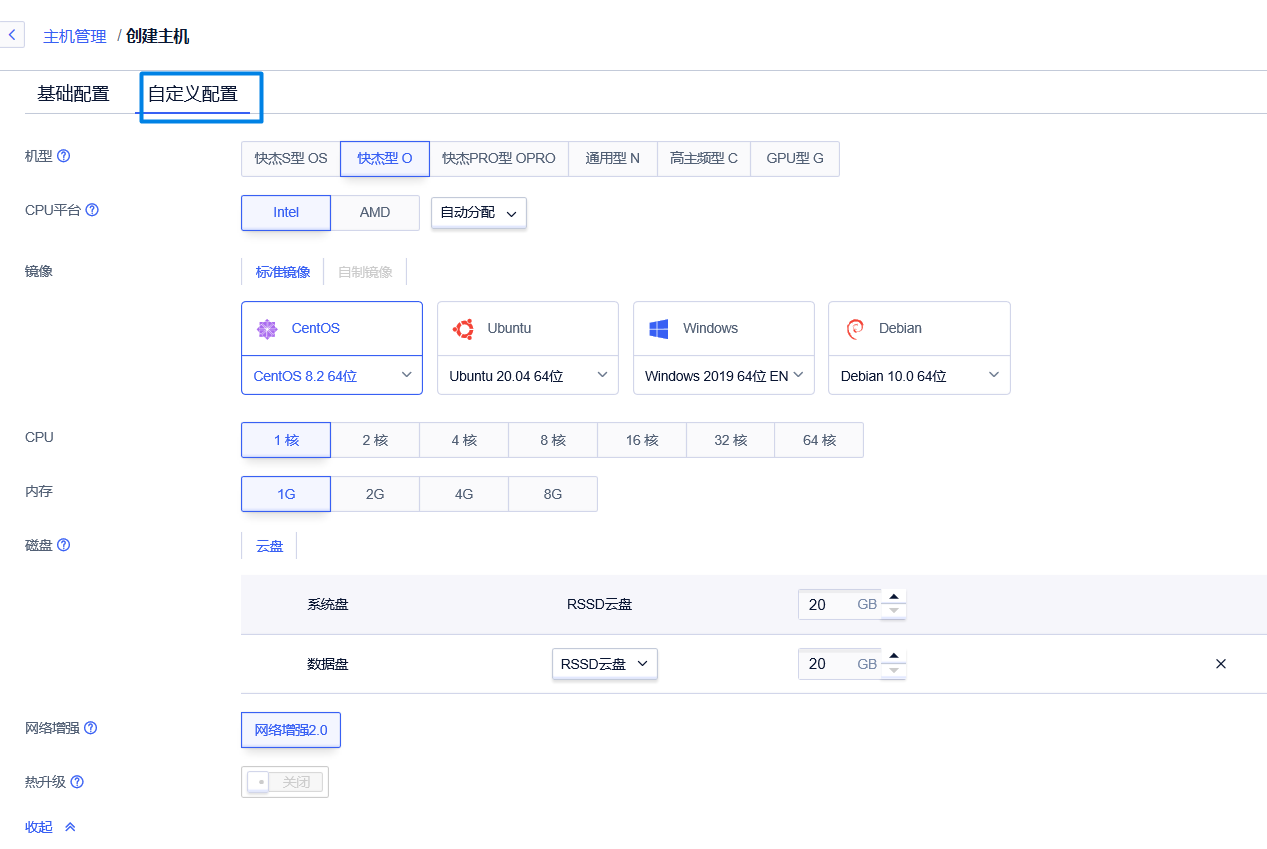 主机管理 / 创建主机
基础配置 自定义配置
机型 快杰S型 OS 快杰型 O 快杰PRO型 OPRO 通用型 N 高主频型 C GPU型 G
CPU平台 Intel AMD 自动分配
镜像 标准镜像 自制镜像
CentOS Ubuntu Windows Debian
CentOS 8.2 64位 Ubuntu 20.04 64位 Windows 2019 64位 EN Debian 10.0 64位
CPU 1 核 2 核 4 核 8 核 16 核 32 核 64 核
内存 1G 2G 4G 8G
磁盘 云盘
系统盘 RSSD云盘 20 GB
数据盘 RSSD云盘 20 GB
网络增强 网络增强2.0
热升级 关闭
收起